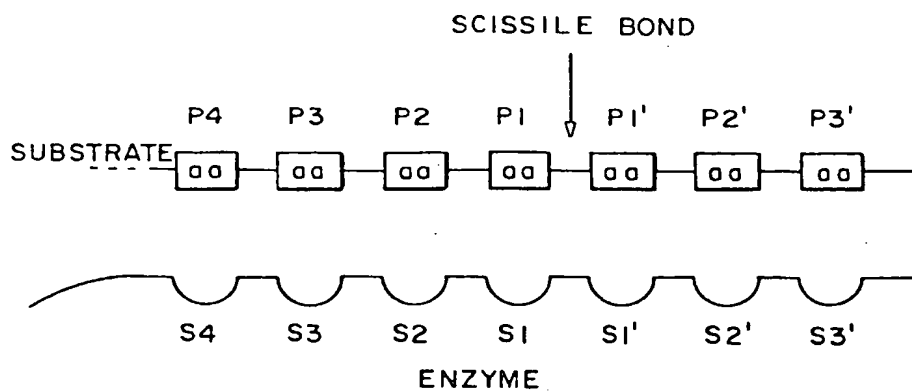 SCISSILE BOND
P4 P3 P2 P1 P1' P2' P3'
SUBSTRATE
aa aa aa aa aa aa aa
S4 S3 S2 S1 S1' S2' S3'
ENZYME